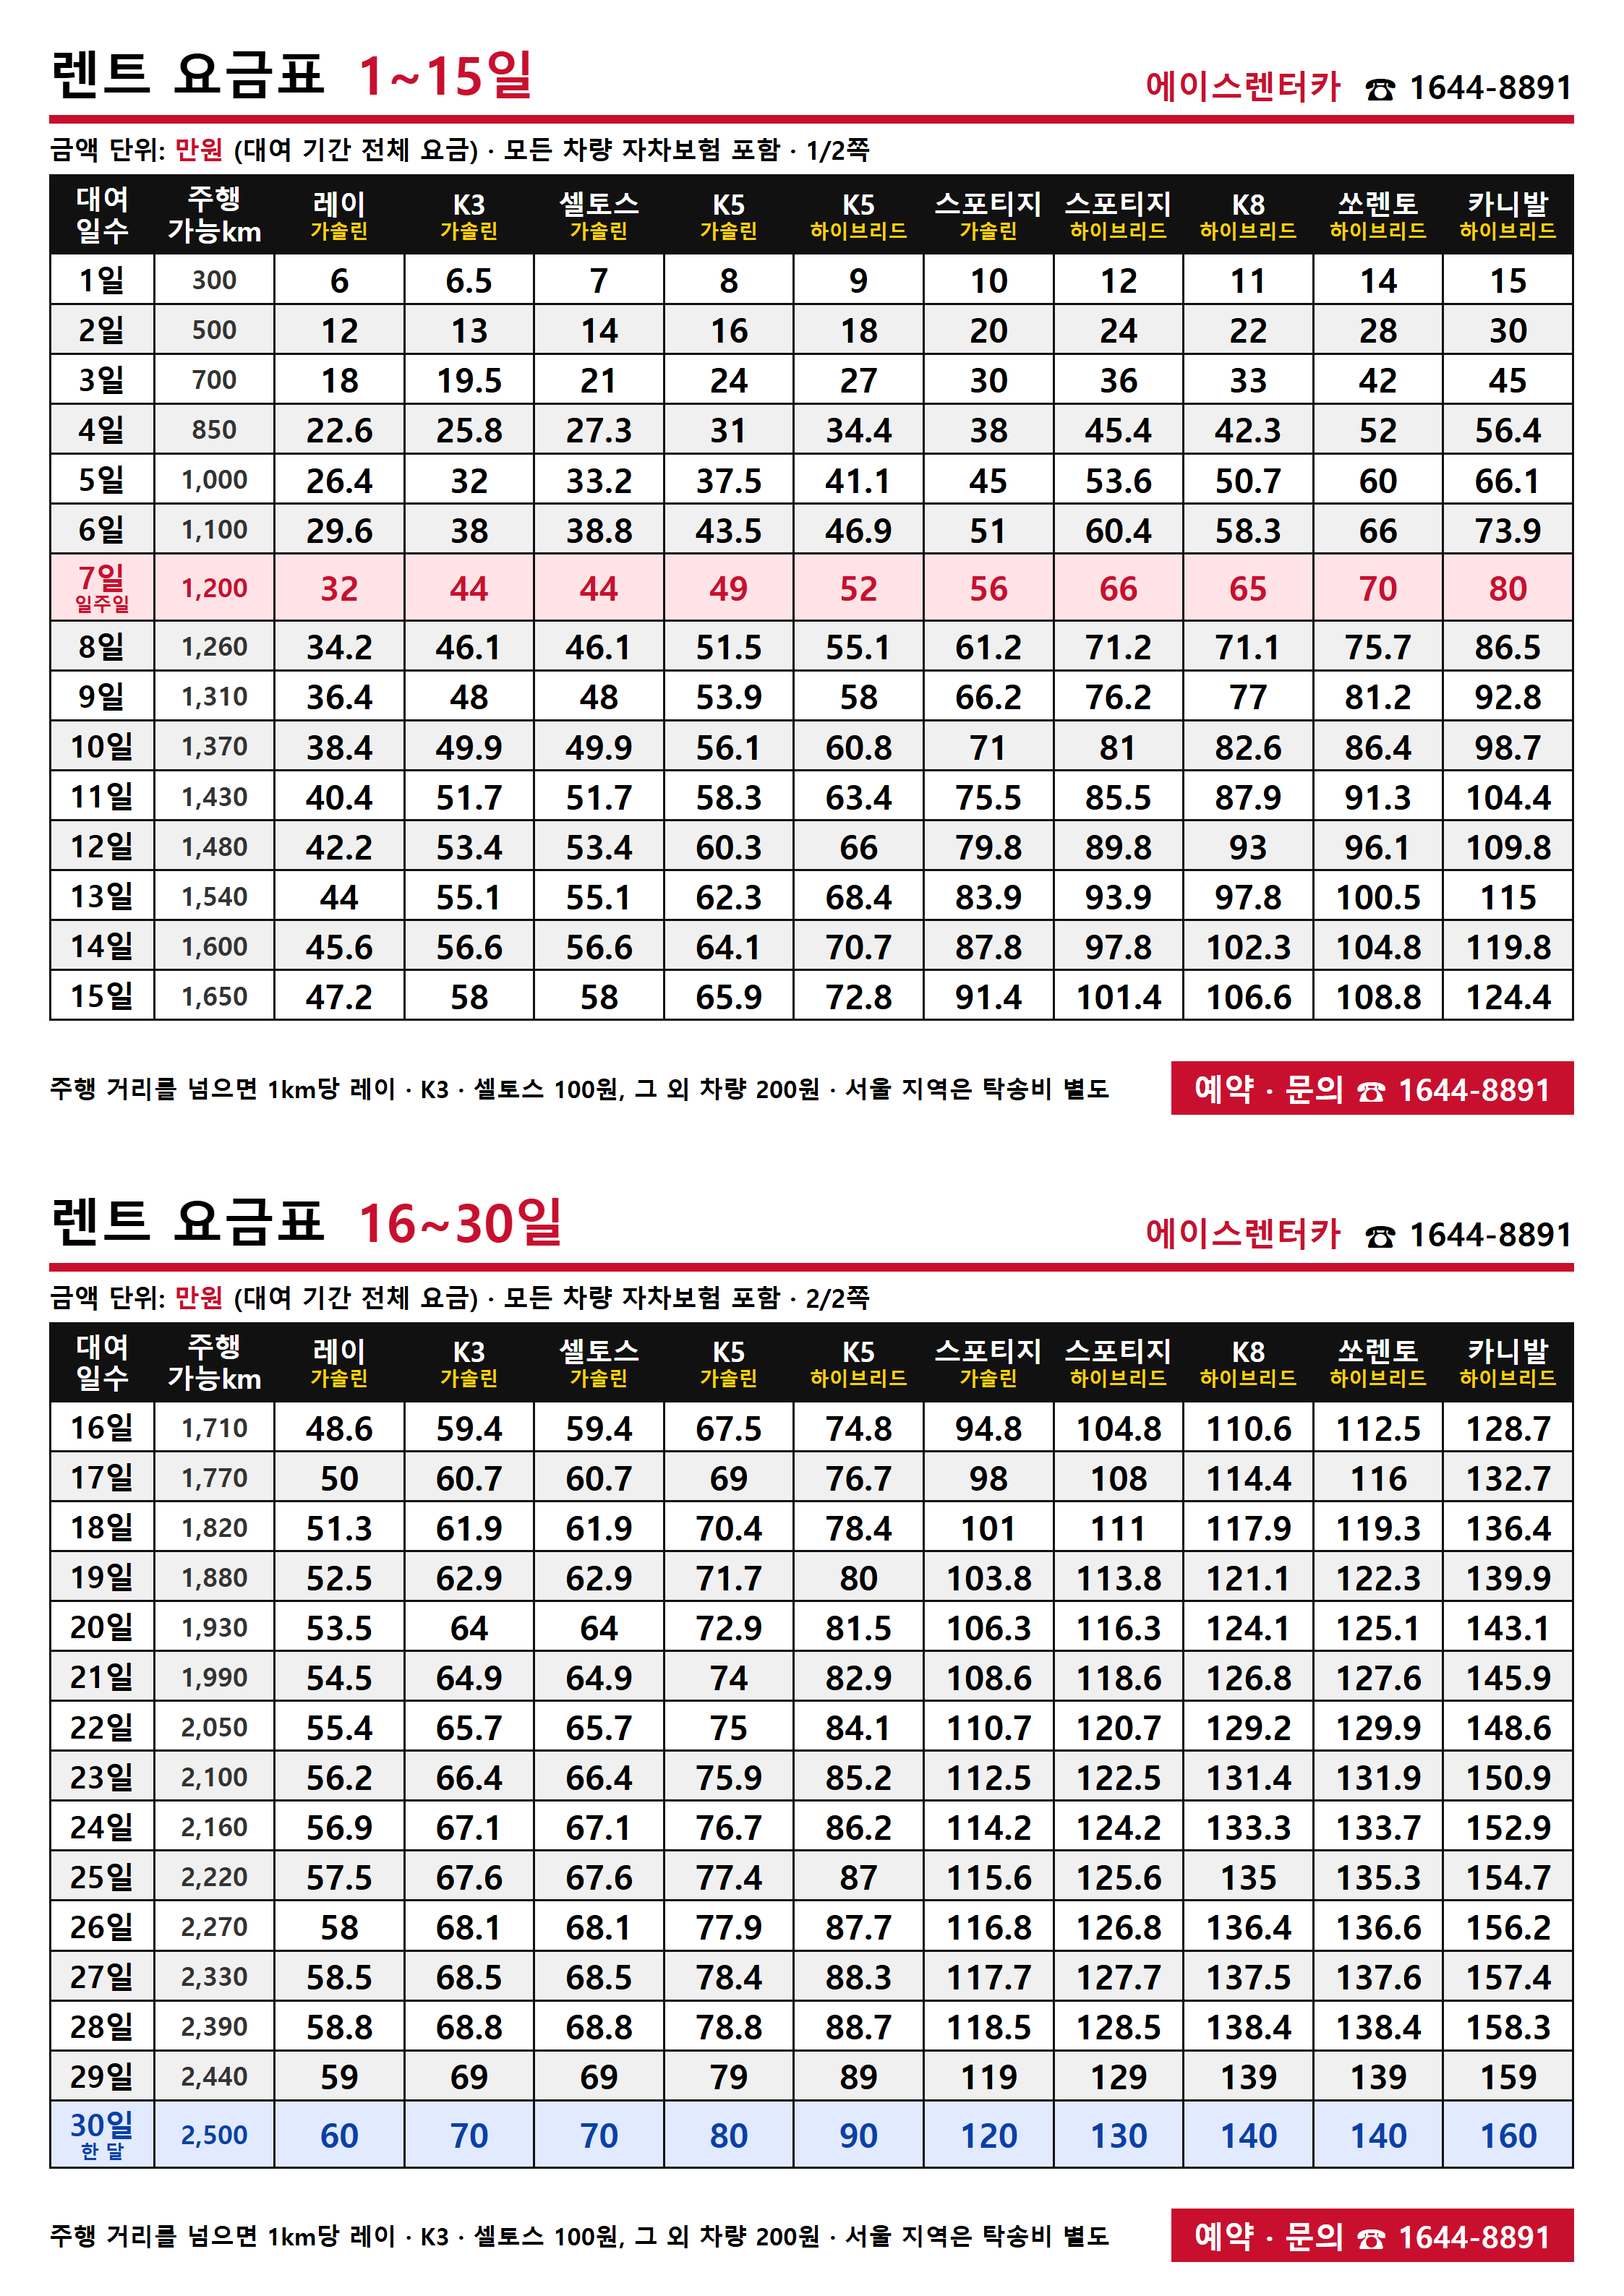 렌트 요금표 1~15일
에이스렌터카 ☎ 1644-8891
금액 단위: 만원 (대여 기간 전체 요금) · 모든 차량 자차보험 포함 · 1/2쪽
대여 일수 주행 가능km 레이 가솔린 K3 가솔린 셀토스 가솔린 K5 가솔린 K5 하이브리드 스포티지 가솔린 스포티지 하이브리드 K8 하이브리드 쏘렌토 하이브리드 카니발 하이브리드
1일 300 6 6.5 7 8 9 10 12 11 14 15
2일 500 12 13 14 16 18 20 24 22 28 30
3일 700 18 19.5 21 24 27 30 36 33 42 45
4일 850 22.6 25.8 27.3 31 34.4 38 45.4 42.3 52 56.4
5일 1,000 26.4 32 33.2 37.5 41.1 45 53.6 50.7 60 66.1
6일 1,100 29.6 38 38.8 43.5 46.9 51 60.4 58.3 66 73.9
7일 일주일 1,200 32 44 44 49 52 56 66 65 70 80
8일 1,260 34.2 46.1 46.1 51.5 55.1 61.2 71.2 71.1 75.7 86.5
9일 1,310 36.4 48 48 53.9 58 66.2 76.2 77 81.2 92.8
10일 1,370 38.4 49.9 49.9 56.1 60.8 71 81 82.6 86.4 98.7
11일 1,430 40.4 51.7 51.7 58.3 63.4 75.5 85.5 87.9 91.3 104.4
12일 1,480 42.2 53.4 53.4 60.3 66 79.8 89.8 93 96.1 109.8
13일 1,540 44 55.1 55.1 62.3 68.4 83.9 93.9 97.8 100.5 115
14일 1,600 45.6 56.6 56.6 64.1 70.7 87.8 97.8 102.3 104.8 119.8
15일 1,650 47.2 58 58 65.9 72.8 91.4 101.4 106.6 108.8 124.4
주행 거리를 넘으면 1km당 레이 · K3 · 셀토스 100원, 그 외 차량 200원 · 서울 지역은 탁송비 별도
예약 · 문의 ☎ 1644-8891
렌트 요금표 16~30일
에이스렌터카 ☎ 1644-8891
금액 단위: 만원 (대여 기간 전체 요금) · 모든 차량 자차보험 포함 · 2/2쪽
대여 일수 주행 가능km 레이 가솔린 K3 가솔린 셀토스 가솔린 K5 가솔린 K5 하이브리드 스포티지 가솔린 스포티지 하이브리드 K8 하이브리드 쏘렌토 하이브리드 카니발 하이브리드
16일 1,710 48.6 59.4 59.4 67.5 74.8 94.8 104.8 110.6 112.5 128.7
17일 1,770 50 60.7 60.7 69 76.7 98 108 114.4 116 132.7
18일 1,820 51.3 61.9 61.9 70.4 78.4 101 111 117.9 119.3 136.4
19일 1,880 52.5 62.9 62.9 71.7 80 103.8 113.8 121.1 122.3 139.9
20일 1,930 53.5 64 64 72.9 81.5 106.3 116.3 124.1 125.1 143.1
21일 1,990 54.5 64.9 64.9 74 82.9 108.6 118.6 126.8 127.6 145.9
22일 2,050 55.4 65.7 65.7 75 84.1 110.7 120.7 129.2 129.9 148.6
23일 2,100 56.2 66.4 66.4 75.9 85.2 112.5 122.5 131.4 131.9 150.9
24일 2,160 56.9 67.1 67.1 76.7 86.2 114.2 124.2 133.3 133.7 152.9
25일 2,220 57.5 67.6 67.6 77.4 87 115.6 125.6 135 135.3 154.7
26일 2,270 58 68.1 68.1 77.9 87.7 116.8 126.8 136.4 136.6 156.2
27일 2,330 58.5 68.5 68.5 78.4 88.3 117.7 127.7 137.5 137.6 157.4
28일 2,390 58.8 68.8 68.8 78.8 88.7 118.5 128.5 138.4 138.4 158.3
29일 2,440 59 69 69 79 89 119 129 139 139 159
30일 한 달 2,500 60 70 70 80 90 120 130 140 140 160
주행 거리를 넘으면 1km당 레이 · K3 · 셀토스 100원, 그 외 차량 200원 · 서울 지역은 탁송비 별도
예약 · 문의 ☎ 1644-8891